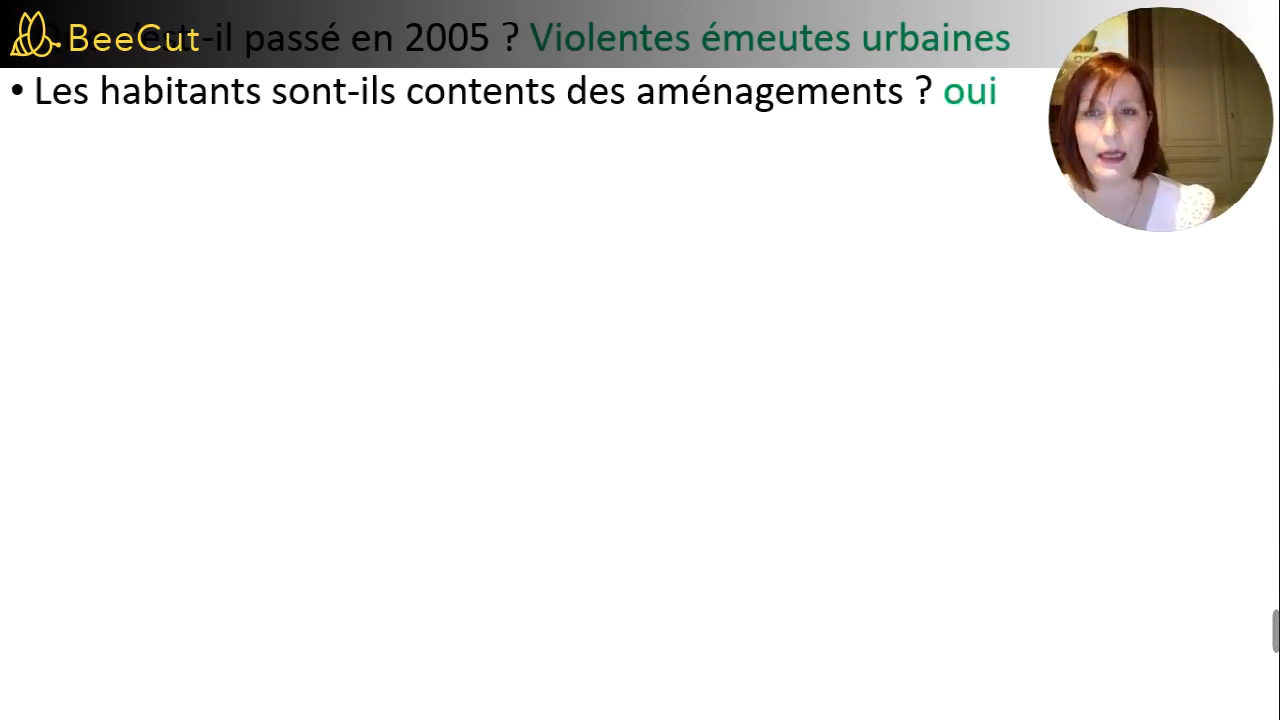 BeeCut -il passé en 2005 ? Violentes émeutes urbaines
• Les habitants sont-ils contents des aménagements ? oui